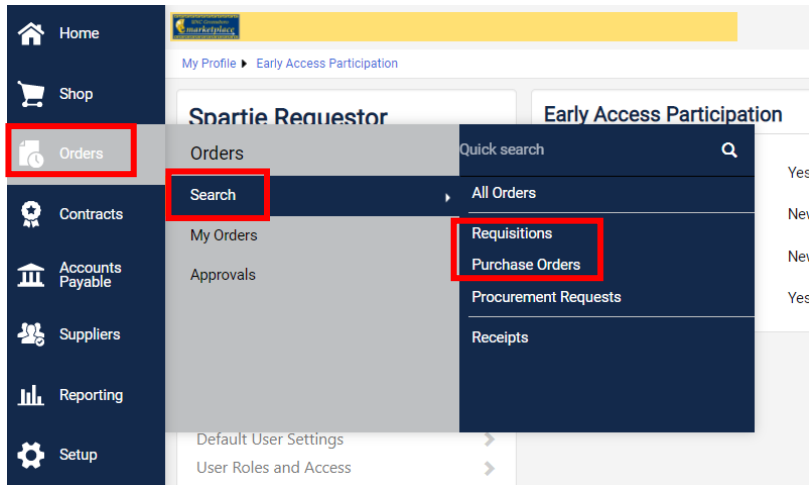 Home
emarketplace
My Profile ▸ Early Access Participation
Shop
Spartie Requestor
Early Access Participation
Orders
Orders
Quick search
Yes
Search
All Orders
Contracts
My Orders
Requisitions
New
Accounts
Payable
Approvals
Purchase Orders
New
Procurement Requests
Yes
Suppliers
Receipts
Reporting
Default User Settings
Setup
User Roles and Access